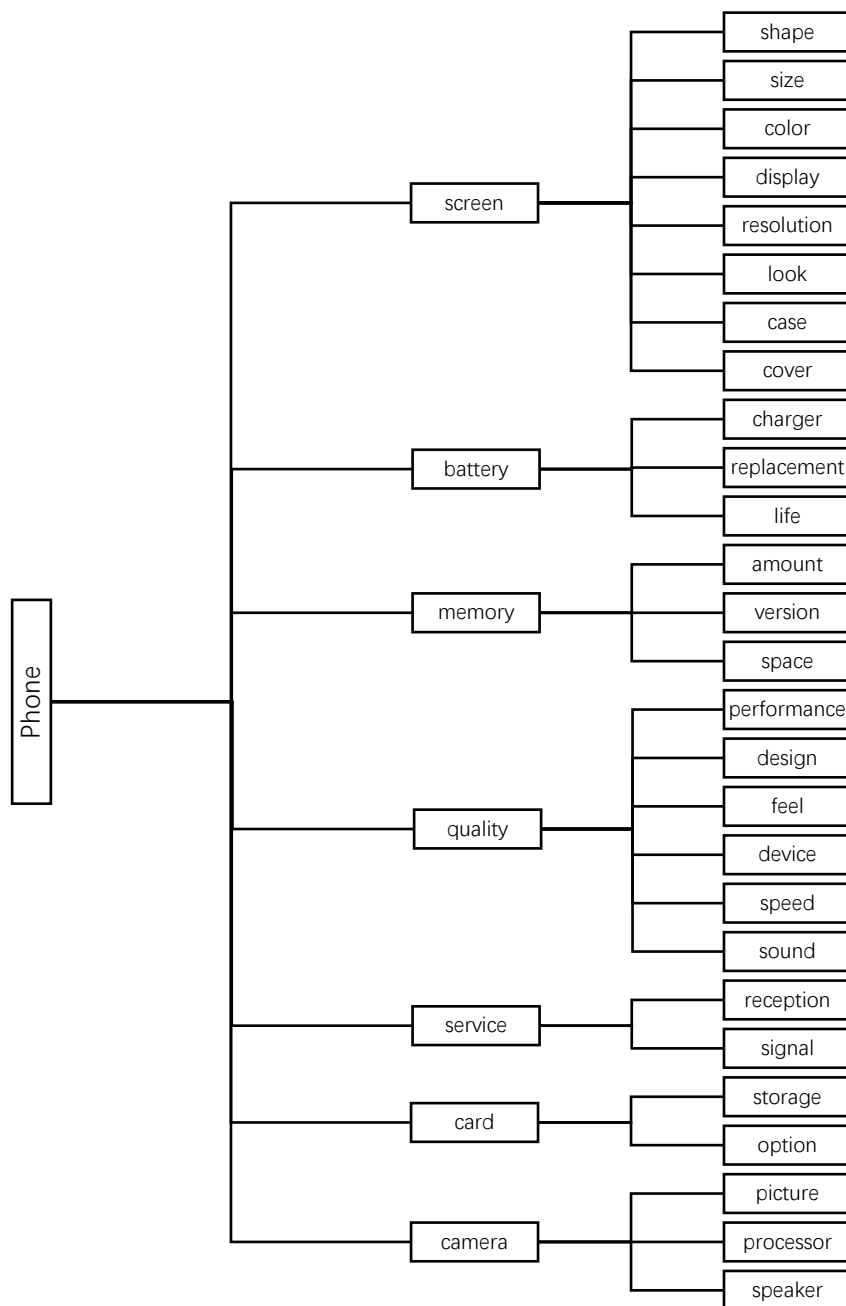 Phone
screen
shape
size
color
display
resolution
look
case
cover
battery
charger
replacement
life
memory
amount
version
space
quality
performance
design
feel
device
speed
sound
service
reception
signal
card
storage
option
camera
picture
processor
speaker